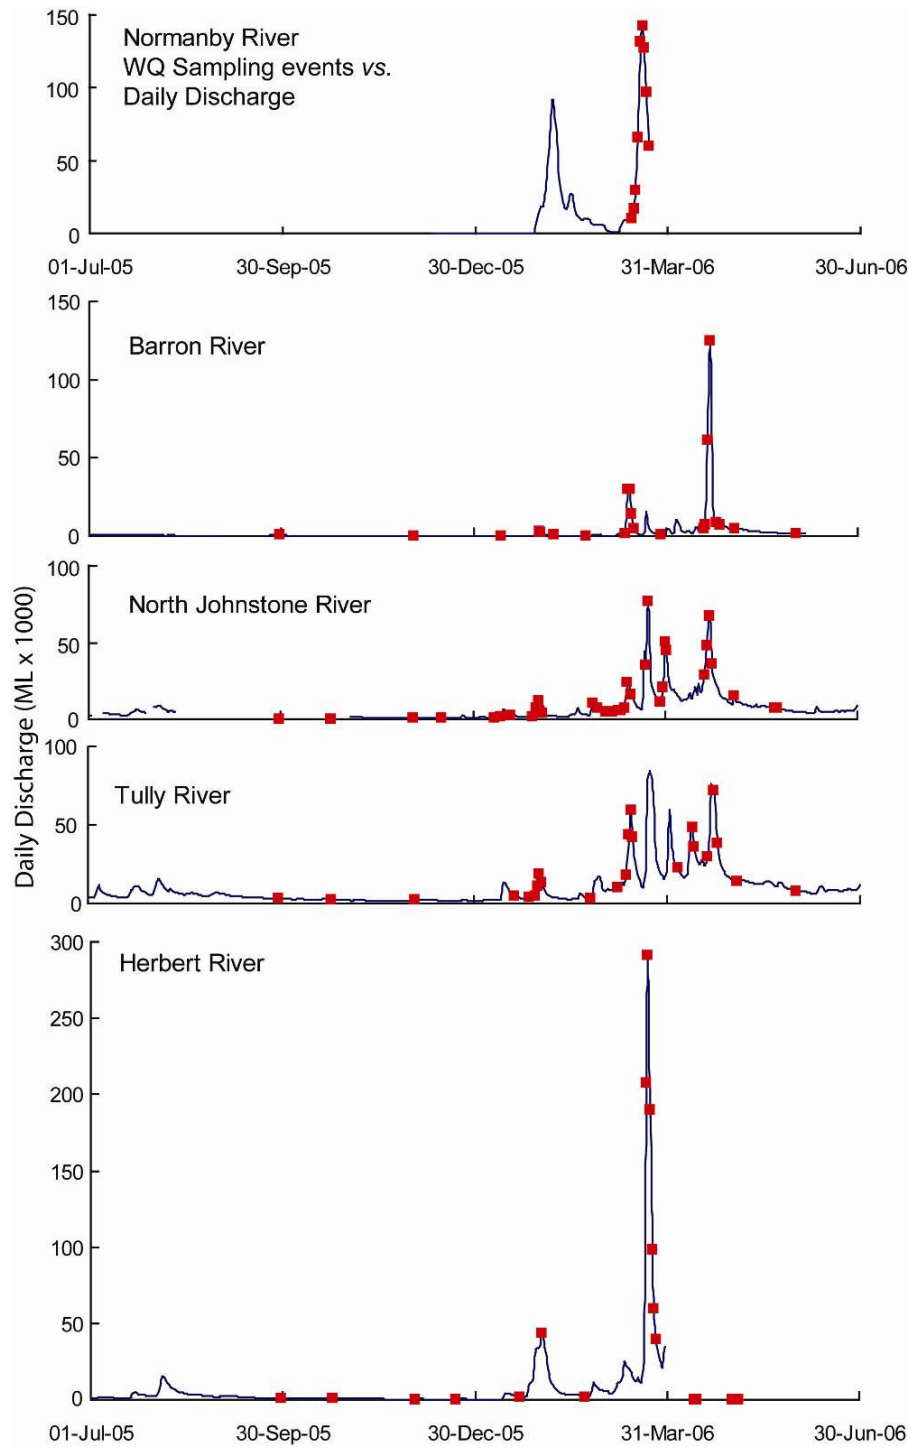 150
Normanby River
WQ Sampling events vs.
Daily Discharge
100
50
0
01-Jul-05 30-Sep-05 30-Dec-05 31-Mar-06 30-Jun-06
150
Barron River
100
50
0
Daily Discharge (ML x 1000)
100
North Johnstone River
50
0
100
Tully River
50
0
300
Herbert River
250
200
150
100
50
0
01-Jul-05 30-Sep-05 30-Dec-05 31-Mar-06 30-Jun-06